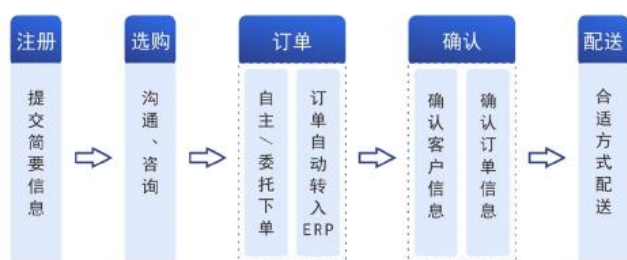 注册
提交简要信息
选购
沟通、咨询
订单
自主/委托下单
订单自动转入ERP
确认
确认客户信息
确认订单信息
配送
合适方式配送